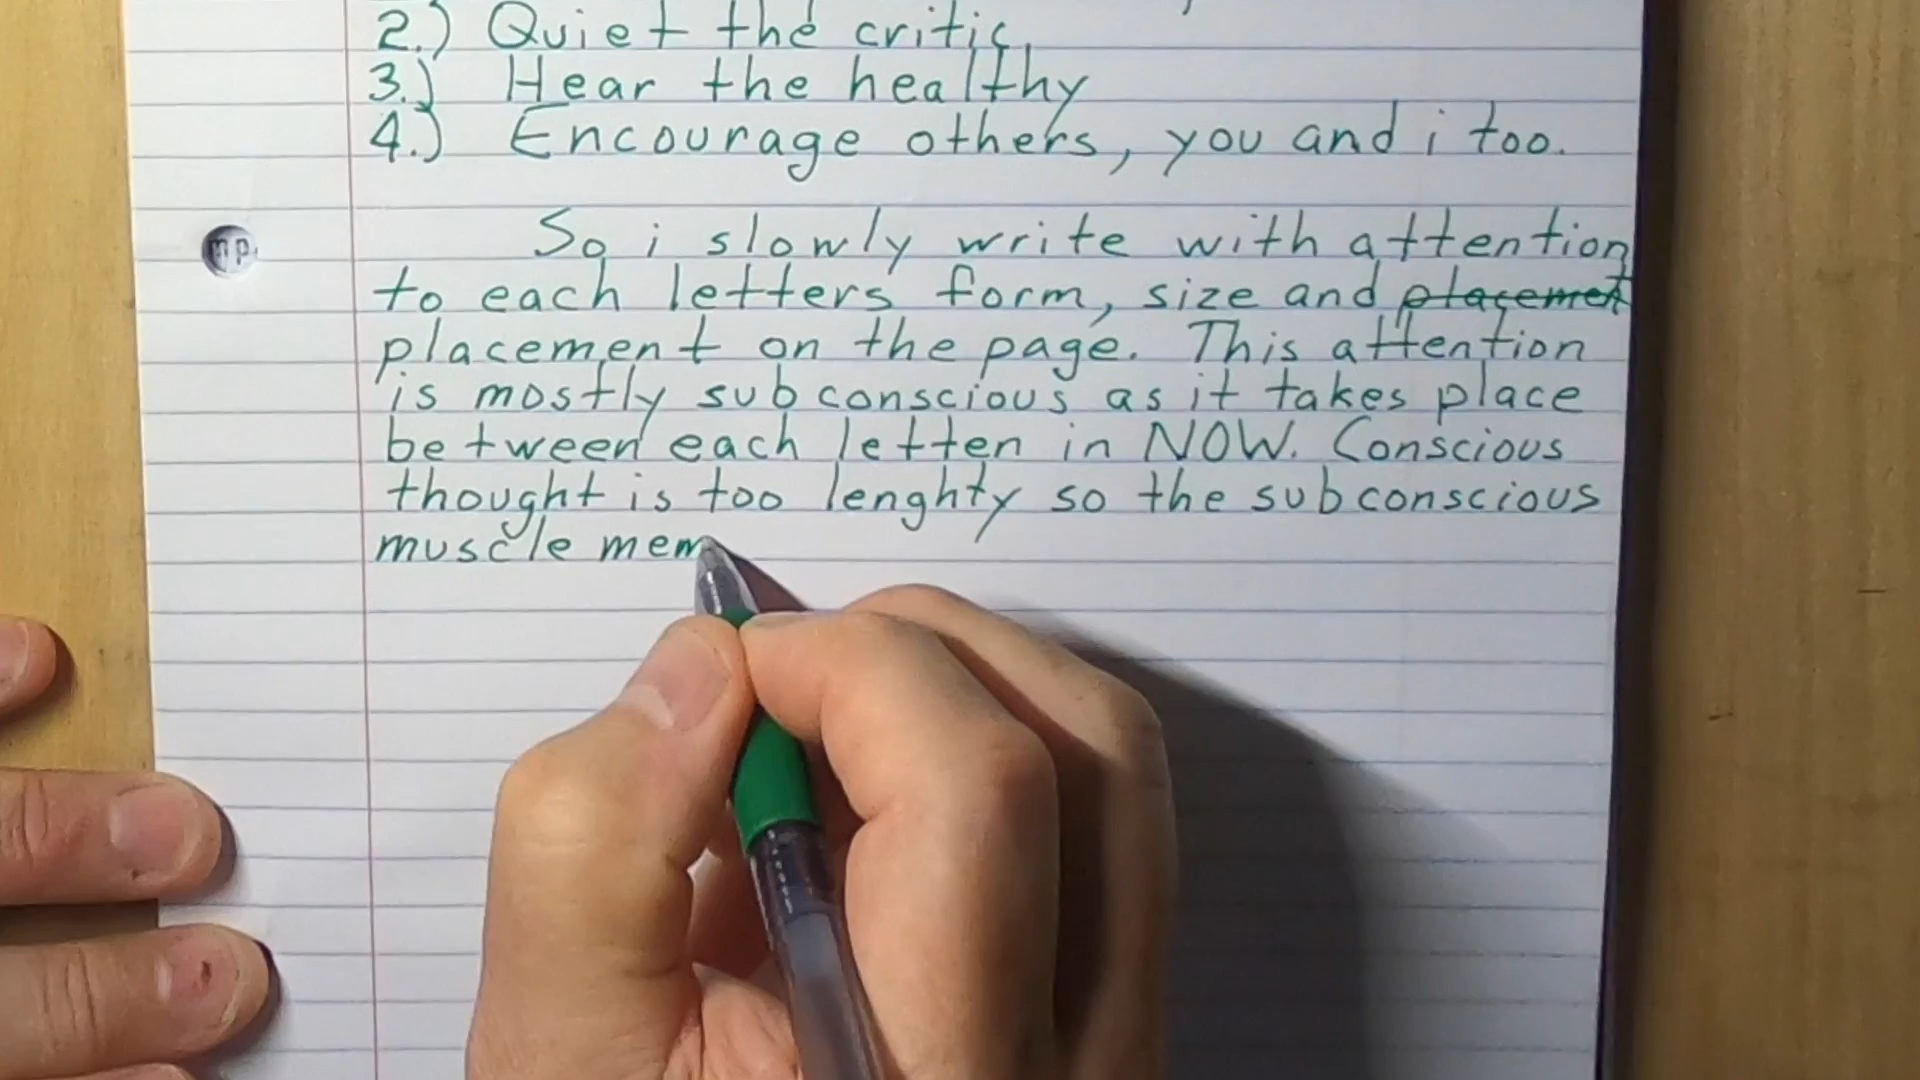 2.) Quiet the critic,
3.) Hear the healthy
4.) Encourage others, you and i too.
So i slowly write with attention
to each letters form, size and placemet
placement on the page. This attention
is mostly subconscious as it takes place
between each letten in NOW. Conscious
thought is too lenghty so the subconscious
muscle mem
mp.